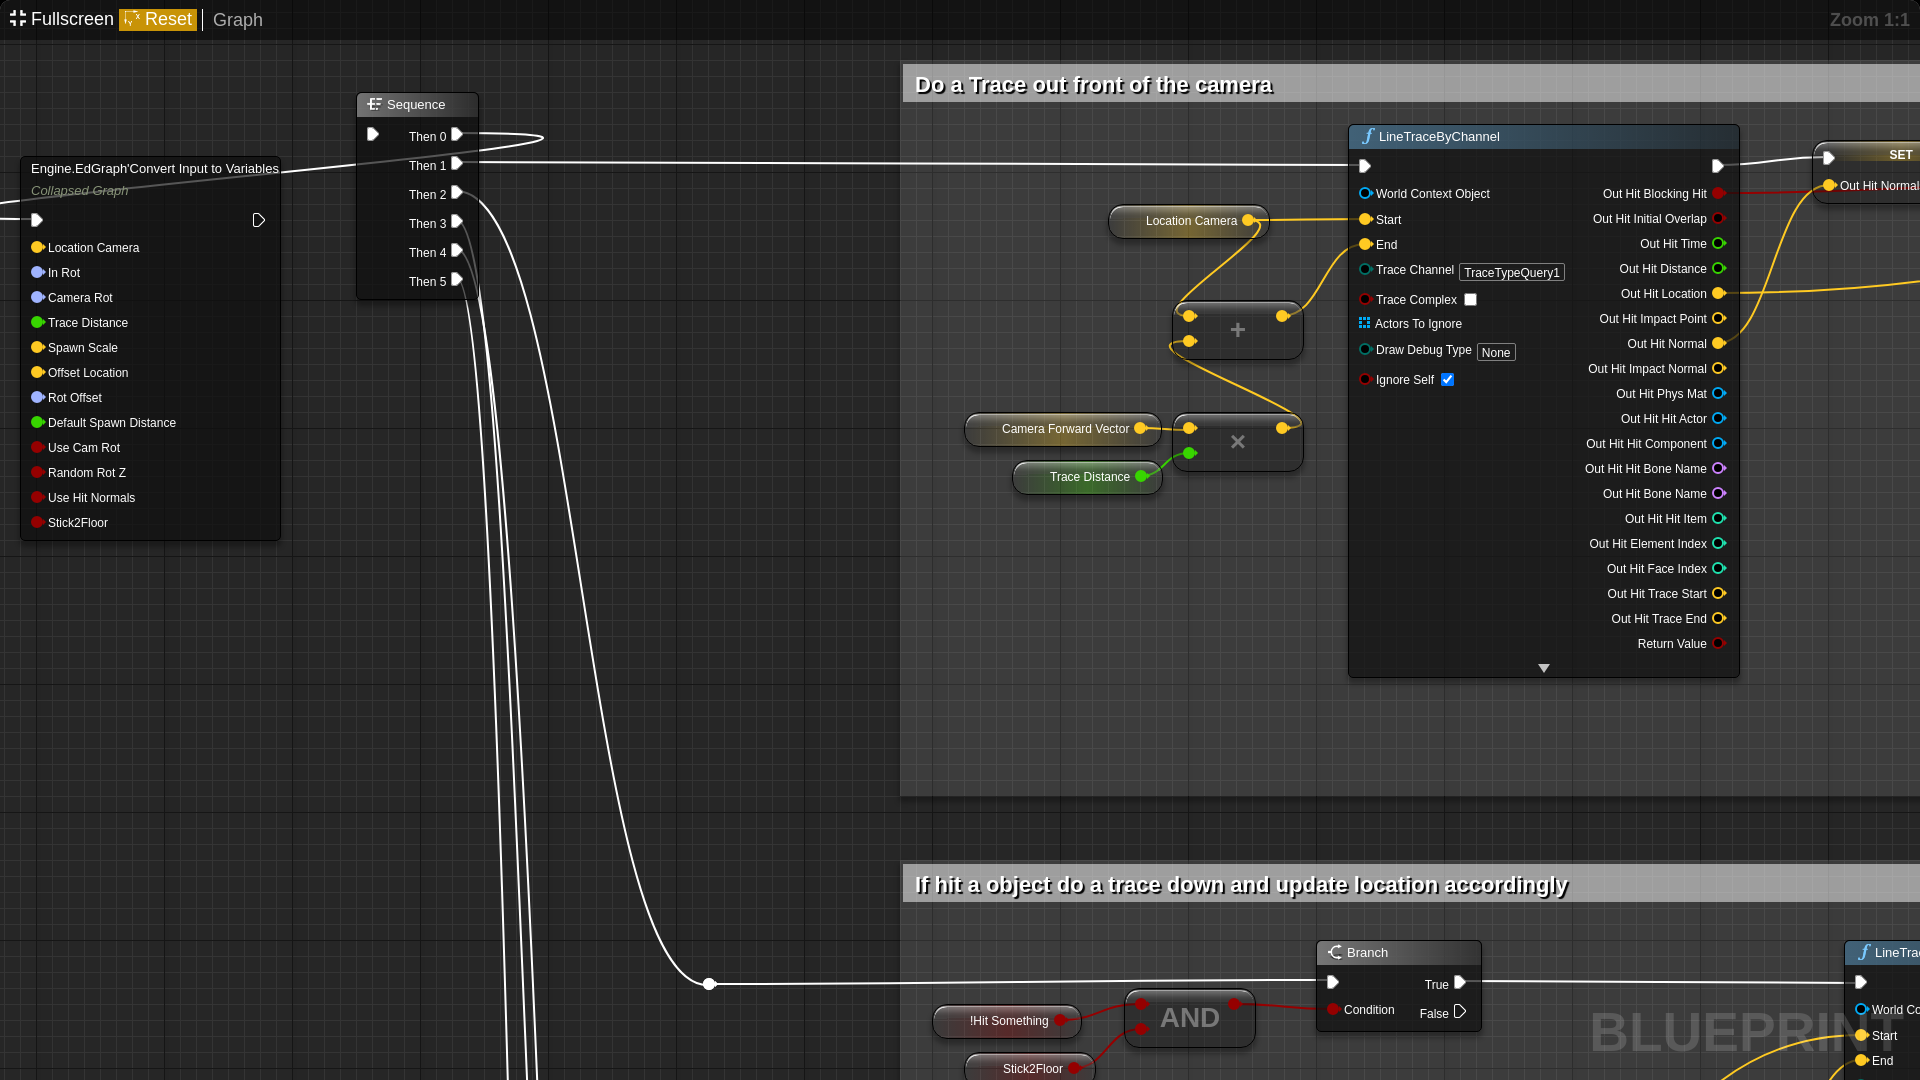 Fullscreen Reset Graph
Zoom 1:1
Do a Trace out front of the camera
Sequence
Then 0
Then 1
Then 2
Then 3
Then 4
Then 5
Engine.EdGraph'Convert Input to Variables
Collapsed Graph
Location Camera
In Rot
Camera Rot
Trace Distance
Spawn Scale
Offset Location
Rot Offset
Default Spawn Distance
Use Cam Rot
Random Rot Z
Use Hit Normals
Stick2Floor
Location Camera
+
Camera Forward Vector
×
Trace Distance
LineTraceByChannel
World Context Object
Start
End
Trace Channel TraceTypeQuery1
Trace Complex
Actors To Ignore
Draw Debug Type None
Ignore Self
Out Hit Blocking Hit
Out Hit Initial Overlap
Out Hit Time
Out Hit Distance
Out Hit Location
Out Hit Impact Point
Out Hit Normal
Out Hit Impact Normal
Out Hit Phys Mat
Out Hit Hit Actor
Out Hit Hit Component
Out Hit Hit Bone Name
Out Hit Bone Name
Out Hit Hit Item
Out Hit Element Index
Out Hit Face Index
Out Hit Trace Start
Out Hit Trace End
Return Value
SET
Out Hit Normal
If hit a object do a trace down and update location accordingly
Branch
True
Condition
False
!Hit Something
AND
Stick2Floor
LineTrac
World Co
Start
End
BLUEPRINT